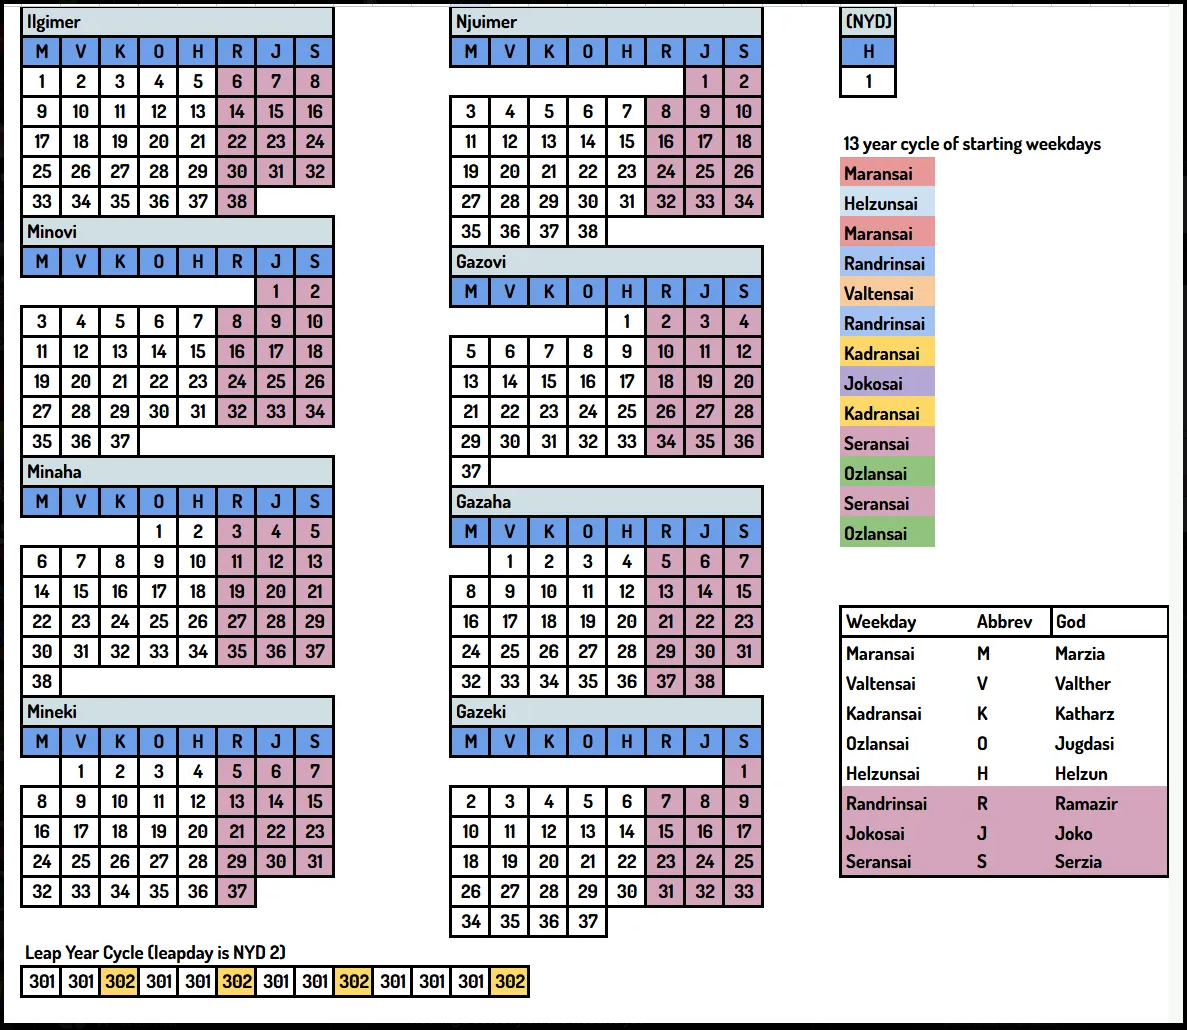 Ilgimer
M V K O H R J S
1 2 3 4 5 6 7 8
9 10 11 12 13 14 15 16
17 18 19 20 21 22 23 24
25 26 27 28 29 30 31 32
33 34 35 36 37 38
Minovi
M V K O H R J S
1 2
3 4 5 6 7 8 9 10
11 12 13 14 15 16 17 18
19 20 21 22 23 24 25 26
27 28 29 30 31 32 33 34
35 36 37
Minaha
M V K O H R J S
1 2 3 4 5
6 7 8 9 10 11 12 13
14 15 16 17 18 19 20 21
22 23 24 25 26 27 28 29
30 31 32 33 34 35 36 37
38
Mineki
M V K O H R J S
1 2 3 4 5 6 7
8 9 10 11 12 13 14 15
16 17 18 19 20 21 22 23
24 25 26 27 28 29 30 31
32 33 34 35 36 37
Njuimer
M V K O H R J S
1 2
3 4 5 6 7 8 9 10
11 12 13 14 15 16 17 18
19 20 21 22 23 24 25 26
27 28 29 30 31 32 33 34
35 36 37 38
Gazovi
M V K O H R J S
1 2 3 4
5 6 7 8 9 10 11 12
13 14 15 16 17 18 19 20
21 22 23 24 25 26 27 28
29 30 31 32 33 34 35 36
37
Gazaha
M V K O H R J S
1 2 3 4 5 6 7
8 9 10 11 12 13 14 15
16 17 18 19 20 21 22 23
24 25 26 27 28 29 30 31
32 33 34 35 36 37 38
Gazeki
M V K O H R J S
1
2 3 4 5 6 7 8 9
10 11 12 13 14 15 16 17
18 19 20 21 22 23 24 25
26 27 28 29 30 31 32 33
34 35 36 37
(NYD)
H
1
13 year cycle of starting weekdays
Maransai
Helzunsai
Maransai
Randrinsai
Valtensai
Randrinsai
Kadransai
Jokosai
Kadransai
Seransai
Ozlansai
Seransai
Ozlansai
Weekday Abbrev God
Maransai M Marzia
Valtensai V Valther
Kadransai K Katharz
Ozlansai O Jugdasi
Helzunsai H Helzun
Randrinsai R Ramazir
Jokosai J Joko
Seransai S Serzia
Leap Year Cycle (leapday is NYD 2)
301 301 302 301 301 302 301 301 302 301 301 301 302